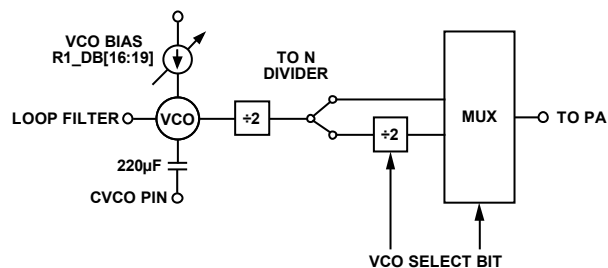 VCO BIAS
R1_DB[16:19]
TO N
DIVIDER
LOOP FILTER
VCO
÷2
÷2
MUX
TO PA
220µF
CVCO PIN
VCO SELECT BIT